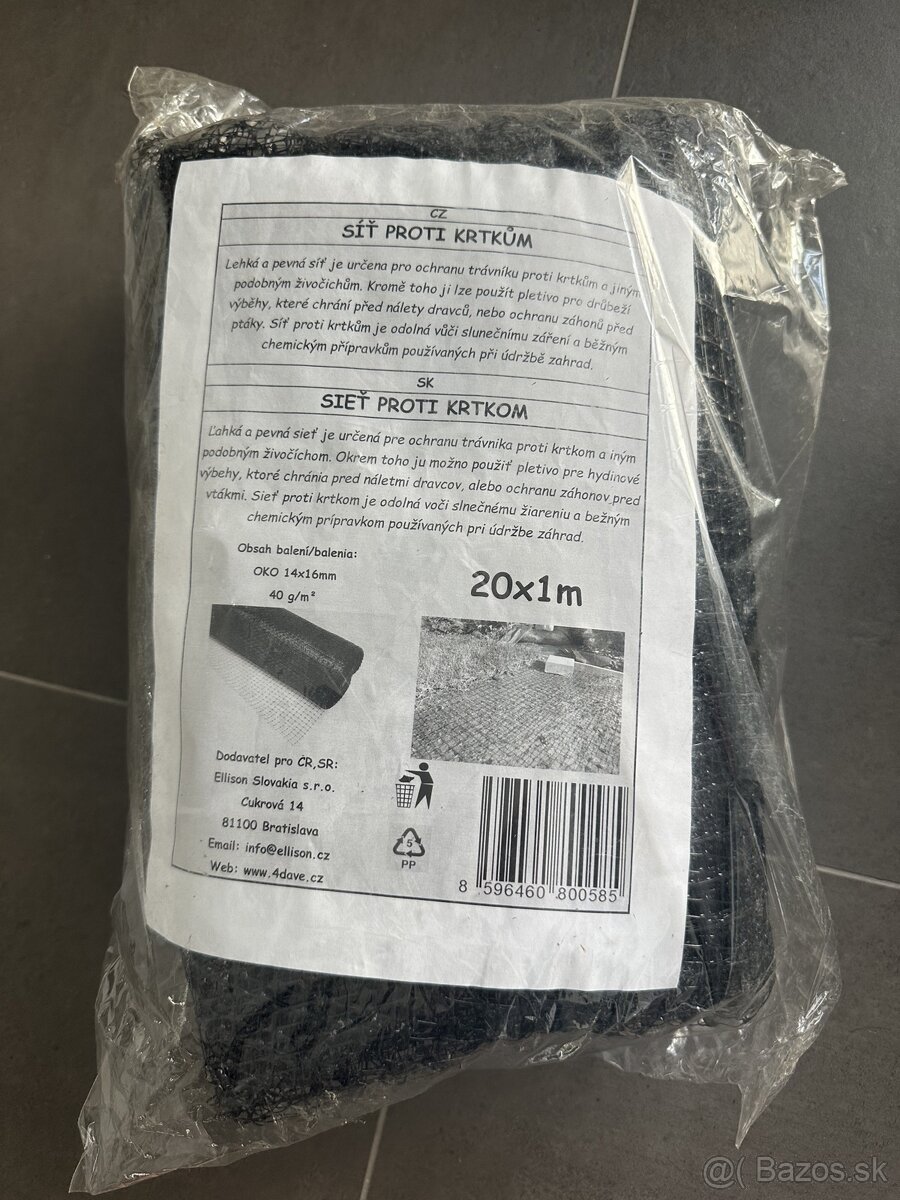 CZ
SÍŤ PROTI KRTKŮM
Lehká a pevná síť je určena pro ochranu trávníku proti krtkům a jiným
podobným živočichům. Kromě toho ji lze použít pletivo pro drůbeží
výběhy, které chrání před nálety dravců, nebo ochranu záhonů před
ptáky. Síť proti krtkům je odolná vůči slunečnímu záření a běžným
chemickým přípravkům používaných při údržbě zahrad.
SK
SIEŤ PROTI KRTKOM
Ľahká a pevná sieť je určená pre ochranu trávnika proti krtkom a iným
podobným živočíchom. Okrem toho ju možno použiť pletivo pre hydinové
výbehy, ktoré chránia pred náletmi dravcov, alebo ochranu záhonov pred
vtákmi. Sieť proti krtkom je odolná voči slnečnému žiareniu a bežným
chemickým prípravkom používaných pri údržbe záhrad.
Obsah balení/balenia:
OKO 14x16mm
40 g/m²
20x1m
Dodavatel pro ČR,SR:
Ellison Slovakia s.r.o.
Cukrová 14
81100 Bratislava
Email: info@ellison.cz
Web: www.4dave.cz
5
PP
8 596460 800585
@( Bazos.sk